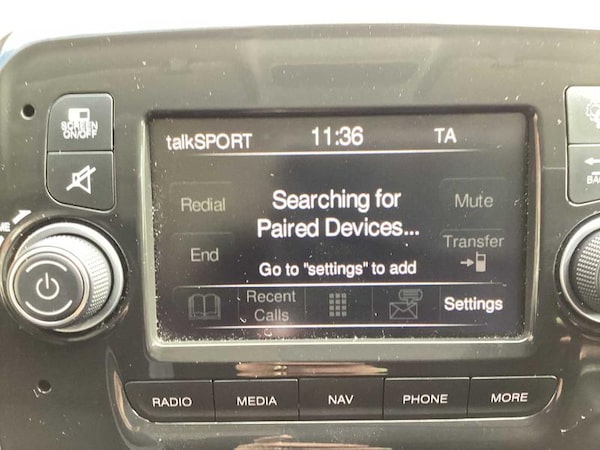 SCREEN
ON/OFF
talkSPORT 11:36 TA
Redial
Searching for
Paired Devices...
Mute
End
Transfer
Go to "settings" to add
Recent
Calls
Settings
RADIO MEDIA NAV PHONE MORE